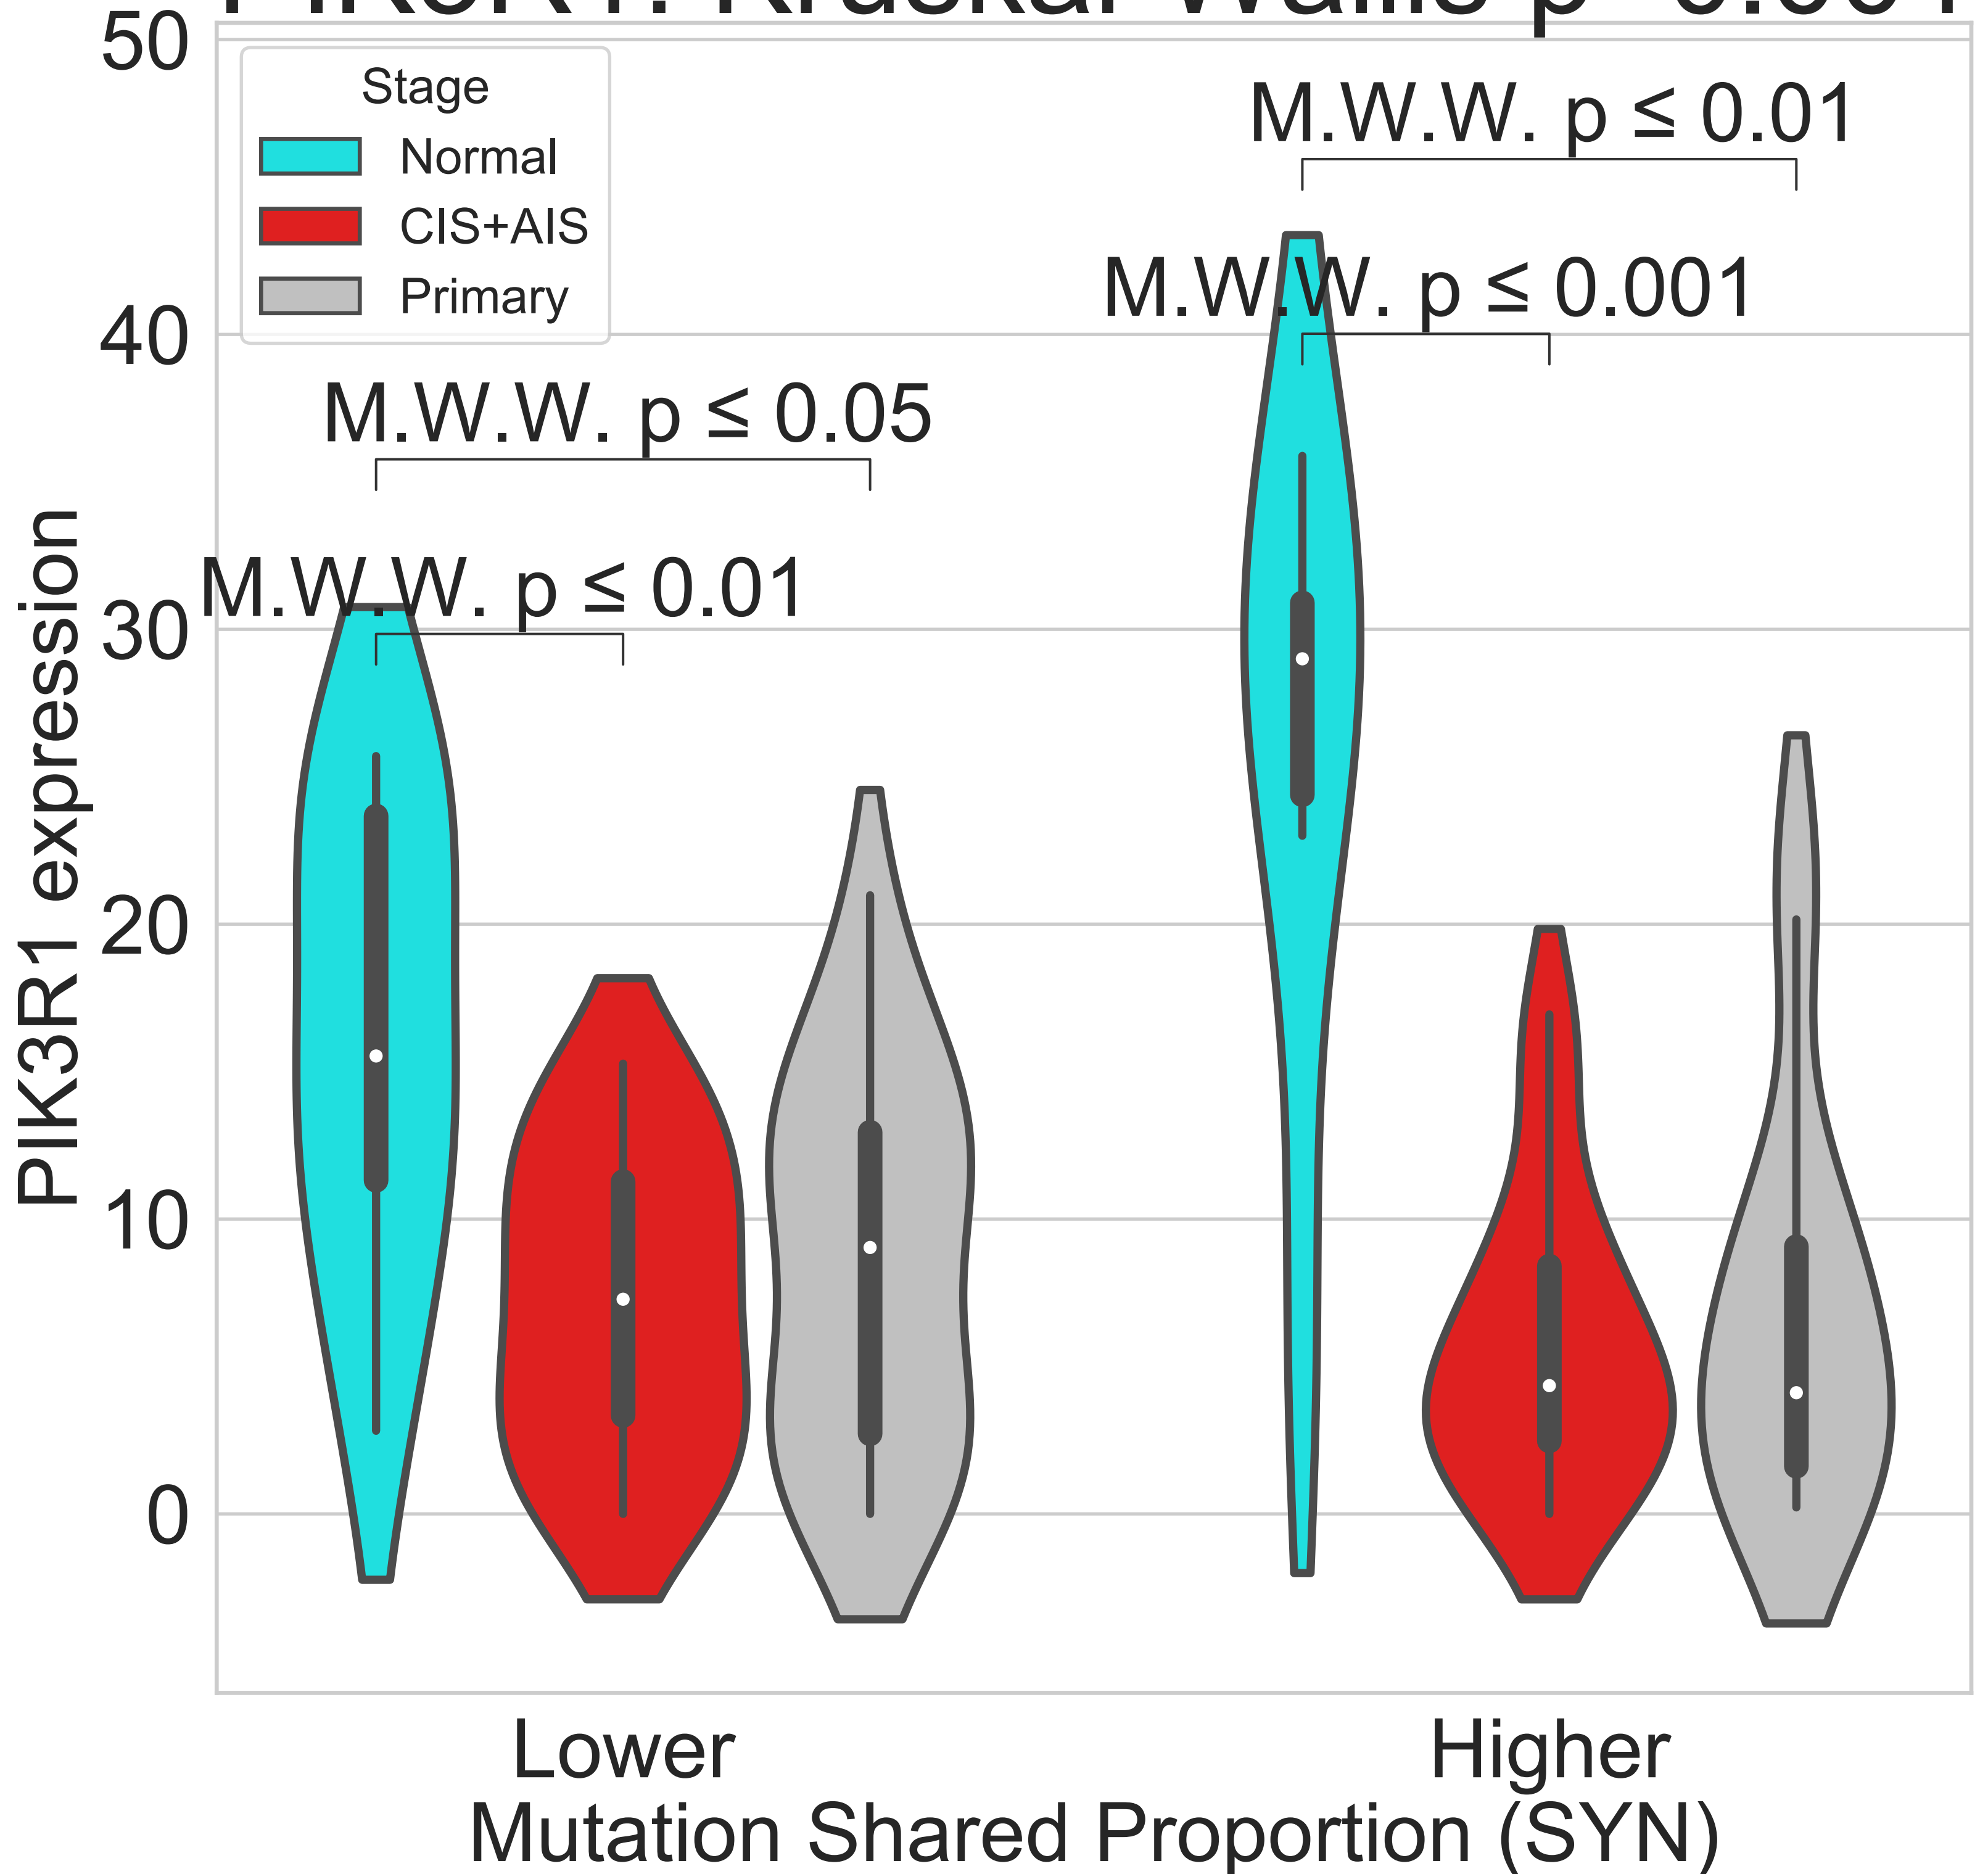 50
Stage
Normal
CIS+AIS
Primary
M.W.W. p ≤ 0.01
M.W.W. p ≤ 0.001
40
M.W.W. p ≤ 0.05
M.W.W. p ≤ 0.01
30
20
10
0
PIK3R1 expression
Lower
Higher
Mutation Shared Proportion (SYN)